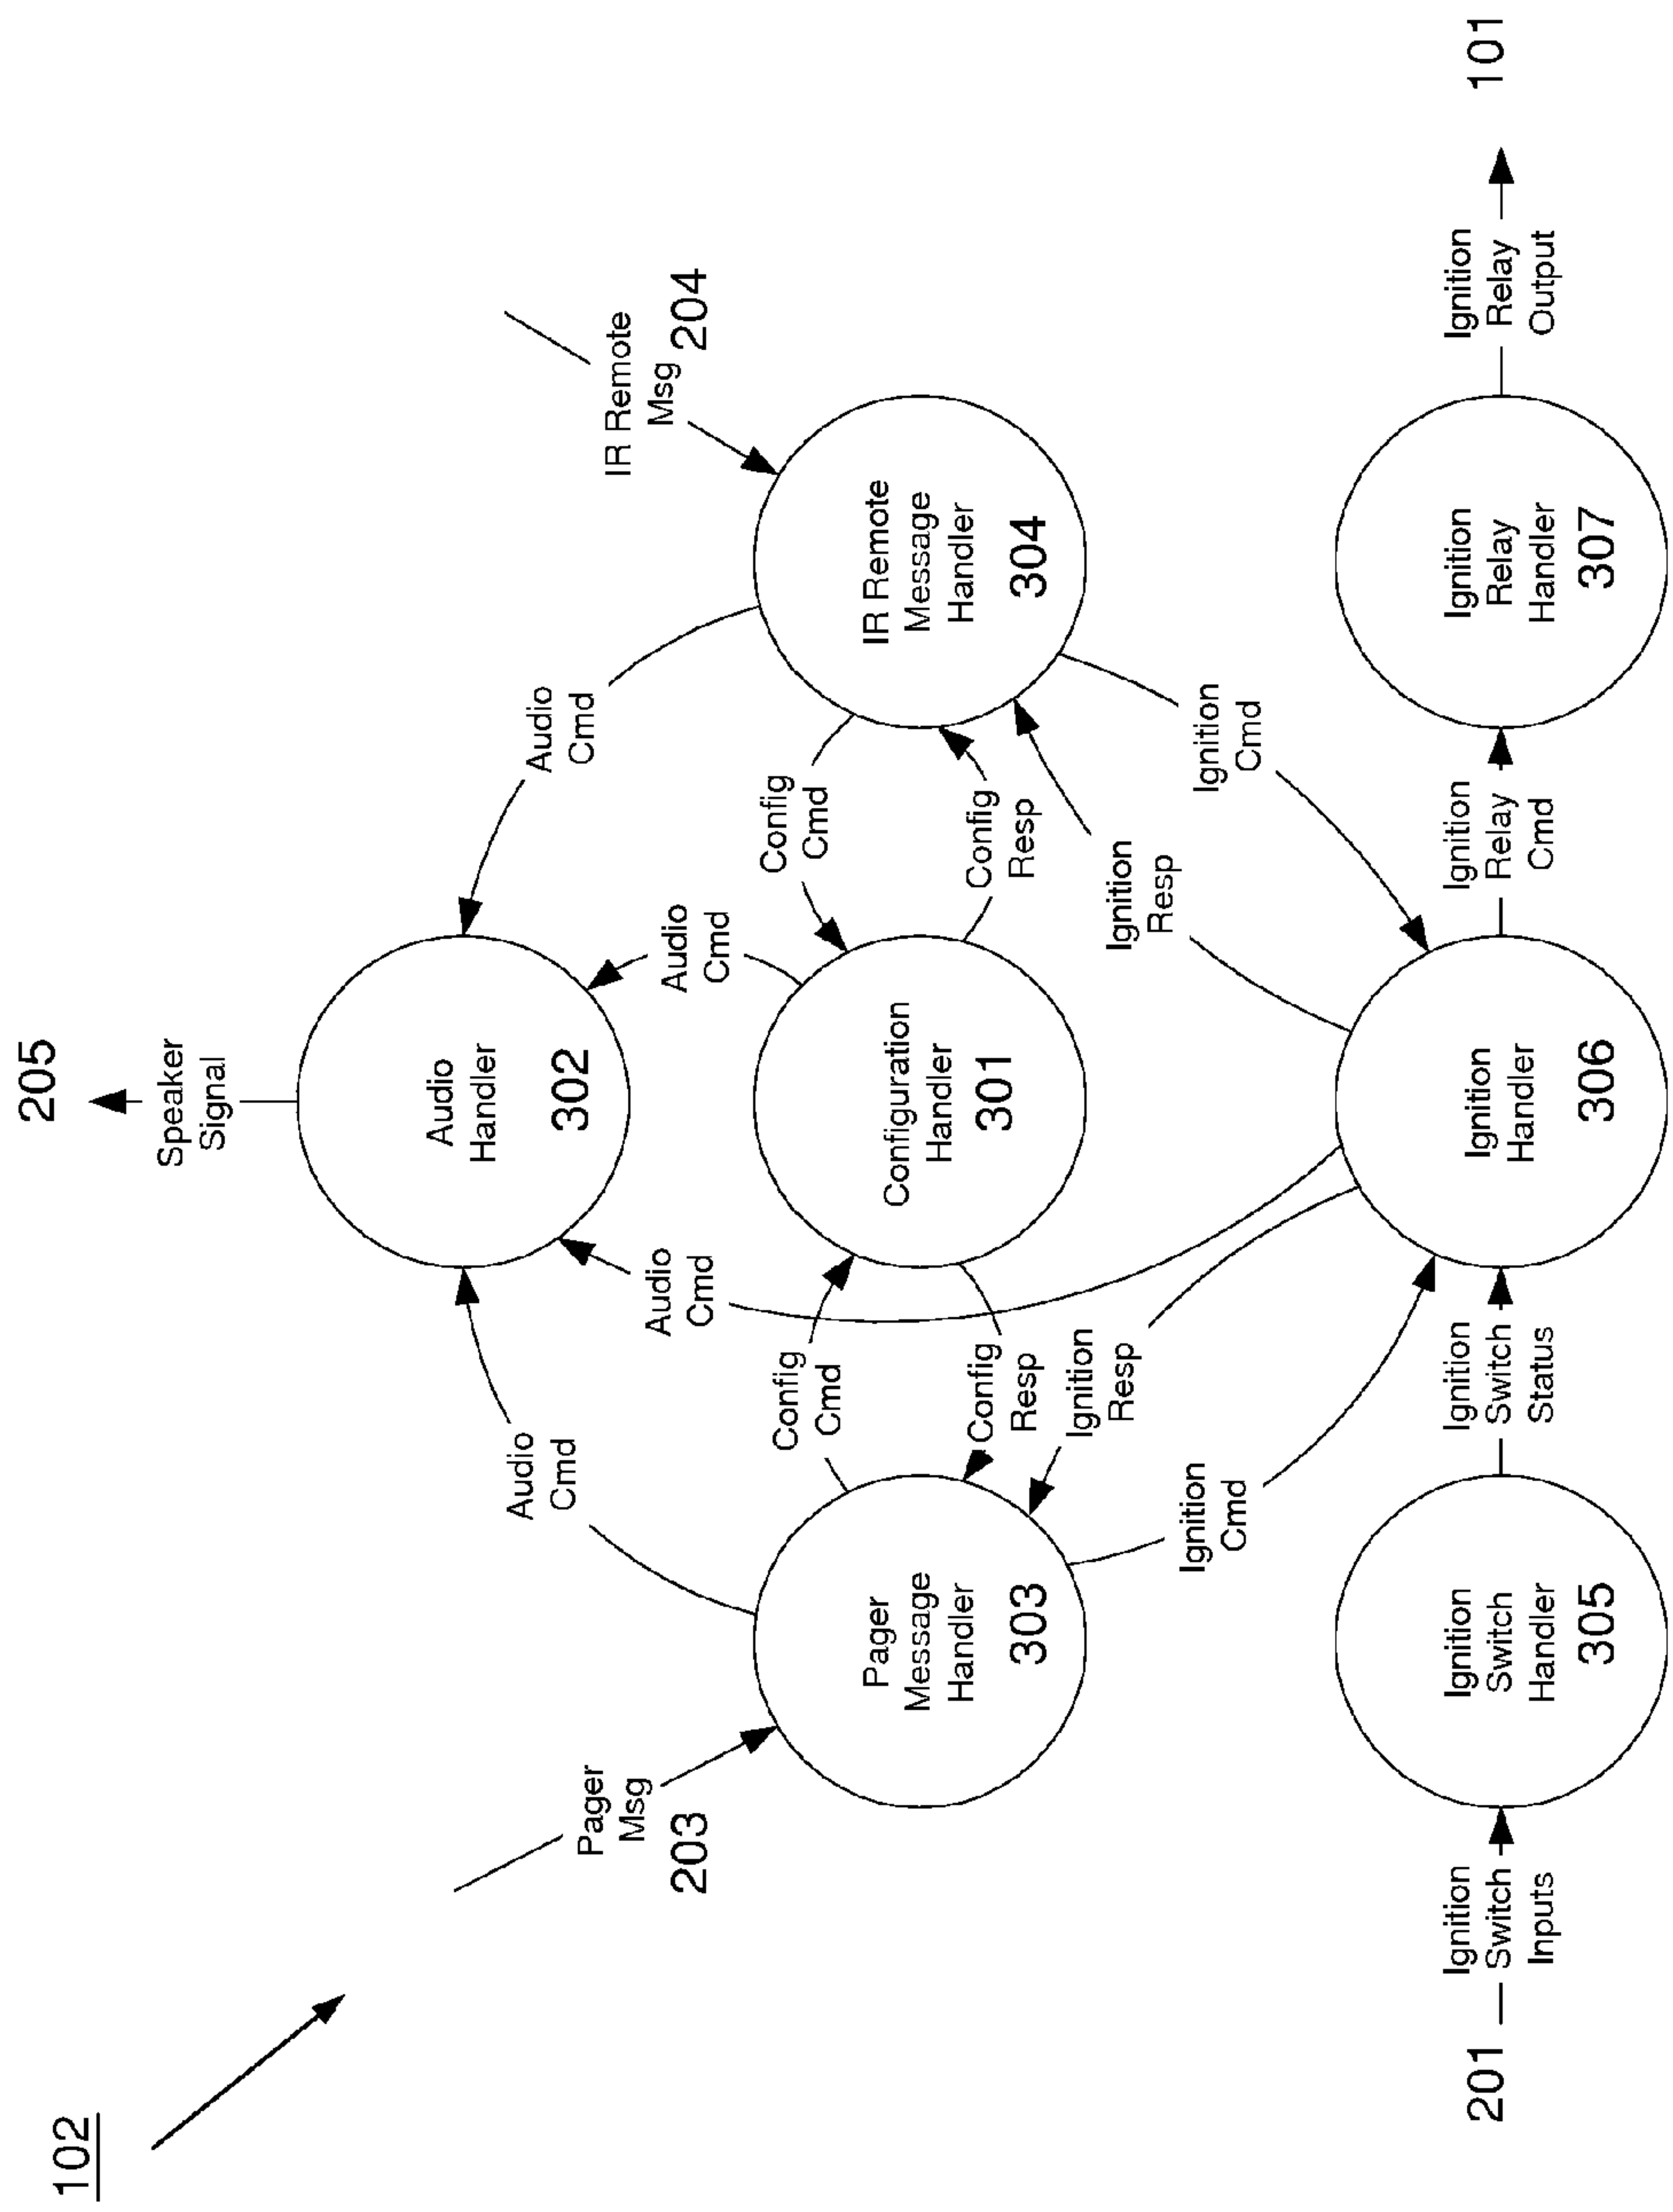 102
205
Speaker
Signal
Audio
Handler
302
Audio
Cmd
Audio
Cmd
Audio
Cmd
Audio
Cmd
Pager
Msg
203
IR Remote
Msg
204
Pager
Message
Handler
303
Config
Cmd
Config
Resp
Configuration
Handler
301
Config
Cmd
Config
Resp
IR Remote
Message
Handler
304
Ignition
Resp
Ignition
Cmd
Ignition
Resp
Ignition
Cmd
201
Ignition
Switch
Inputs
Ignition
Switch
Handler
305
Ignition
Switch
Status
Ignition
Handler
306
Ignition
Relay
Cmd
Ignition
Relay
Handler
307
Ignition
Relay
Output
101